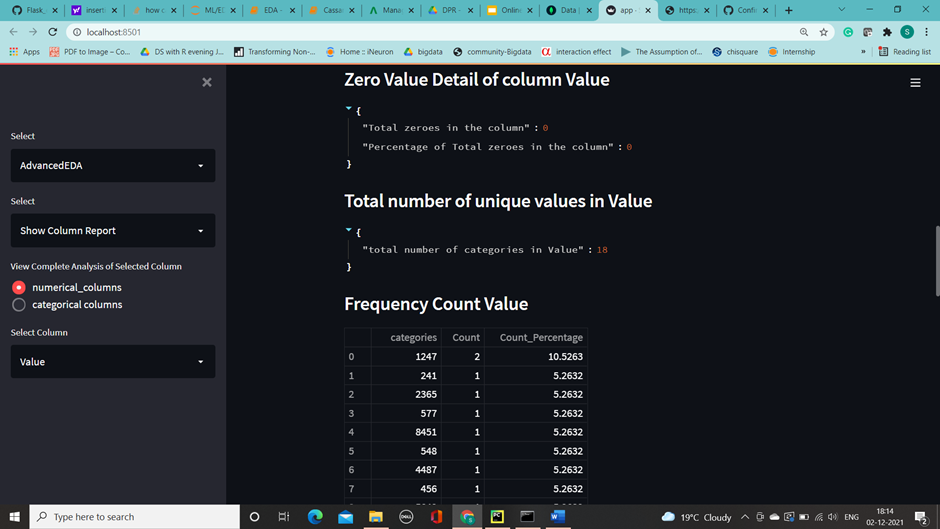 Flask_
insert
how c
ML/E
EDA -
Cassa
Mana
DPR -
Online
Data
app ·
https:
Confi
localhost:8501
Apps
PDF to Image – Co...
DS with R evening J...
Transforming Non-...
Home :: iNeuron
bigdata
community-Bigdata
interaction effect
The Assumption of...
chisquare
Internship
»
Reading list
Select
AdvancedEDA
Select
Show Column Report
View Complete Analysis of Selected Column
numerical_columns
categorical columns
Select Column
Value
Zero Value Detail of column Value
{
"Total zeroes in the column" : 0
"Percentage of Total zeroes in the column" : 0
}
Total number of unique values in Value
{
"total number of categories in Value" : 18
}
Frequency Count Value
categories Count Count_Percentage
0 1247 2 10.5263
1 241 1 5.2632
2 2365 1 5.2632
3 577 1 5.2632
4 8451 1 5.2632
5 548 1 5.2632
6 4487 1 5.2632
7 456 1 5.2632
Type here to search
19°C Cloudy
ENG
18:14
02-12-2021
2